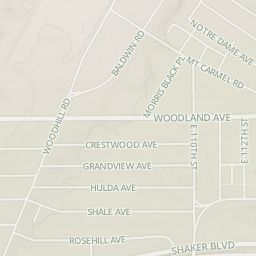 NOTRE DAME AVE
BALDWIN RD
MT CARMEL RD
MORRIS BLACK PL
WOODHILL RD
WOODLAND AVE
E 110TH ST
E 112TH ST
CRESTWOOD AVE
GRANDVIEW AVE
HULDA AVE
SHALE AVE
ROSEHILL AVE
SHAKER BLVD